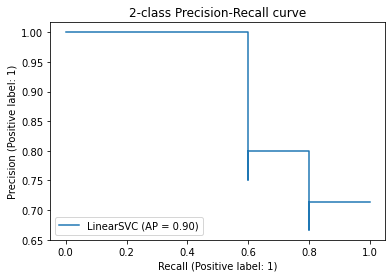 2-class Precision-Recall curve
Precision (Positive label: 1)
1.00
0.95
0.90
0.85
0.80
0.75
0.70
0.65
LinearSVC (AP = 0.90)
0.0 0.2 0.4 0.6 0.8 1.0
Recall (Positive label: 1)